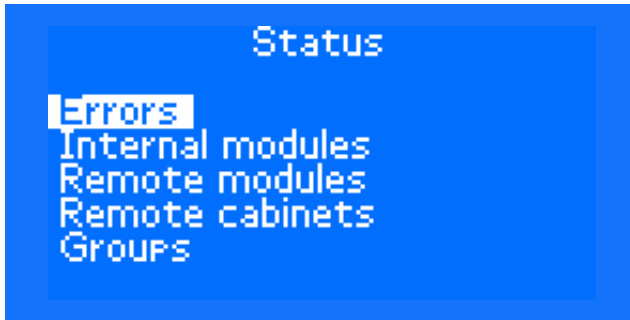 Status
Errors
Internal modules
Remote modules
Remote cabinets
Groups